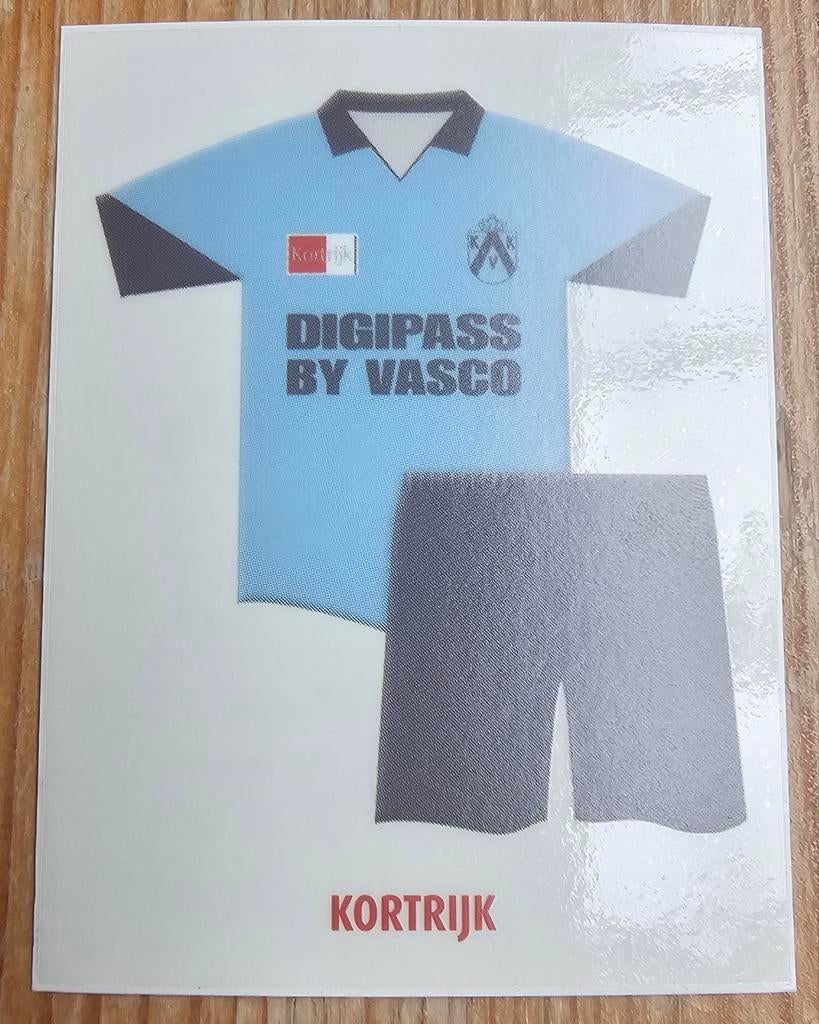 Kortrijk
K K
V
DIGIPASS
BY VASCO
KORTRIJK